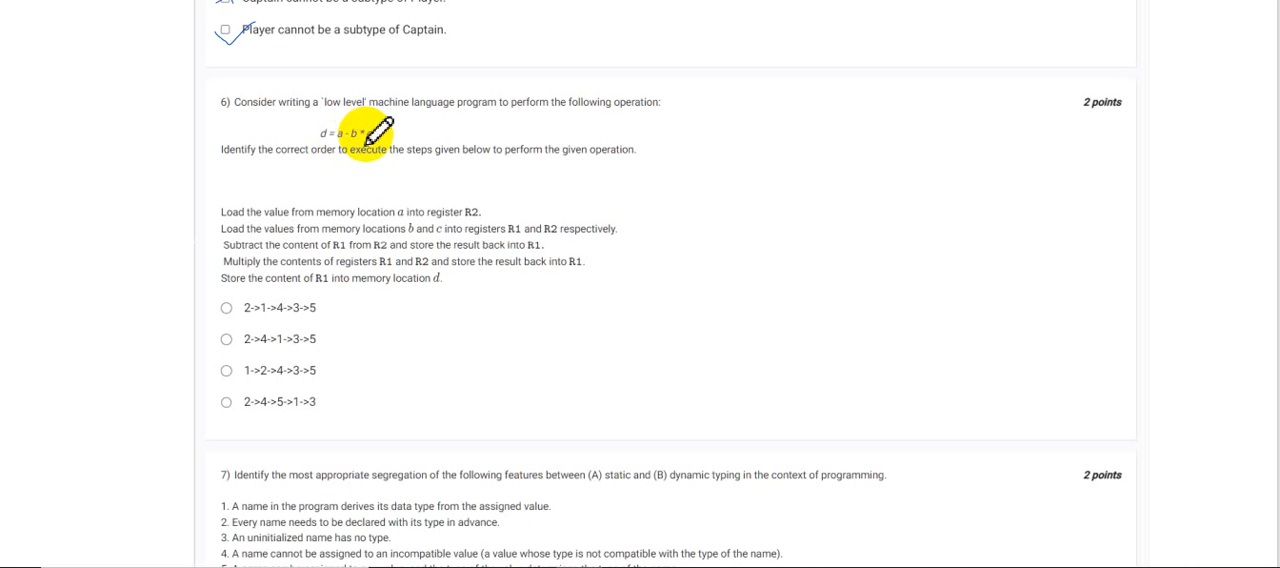 Player cannot be a subtype of Captain.
6) Consider writing a `low level' machine language program to perform the following operation:
2 points
d = a - b *
Identify the correct order to execute the steps given below to perform the given operation.
Load the value from memory location a into register R2.
Load the values from memory locations b and c into registers R1 and R2 respectively.
Subtract the content of R1 from R2 and store the result back into R1.
Multiply the contents of registers R1 and R2 and store the result back into R1.
Store the content of R1 into memory location d.
2->1->4->3->5
2->4->1->3->5
1->2->4->3->5
2->4->5->1->3
7) Identify the most appropriate segregation of the following features between (A) static and (B) dynamic typing in the context of programming.
2 points
1. A name in the program derives its data type from the assigned value.
2. Every name needs to be declared with its type in advance.
3. An uninitialized name has no type.
4. A name cannot be assigned to an incompatible value (a value whose type is not compatible with the type of the name).